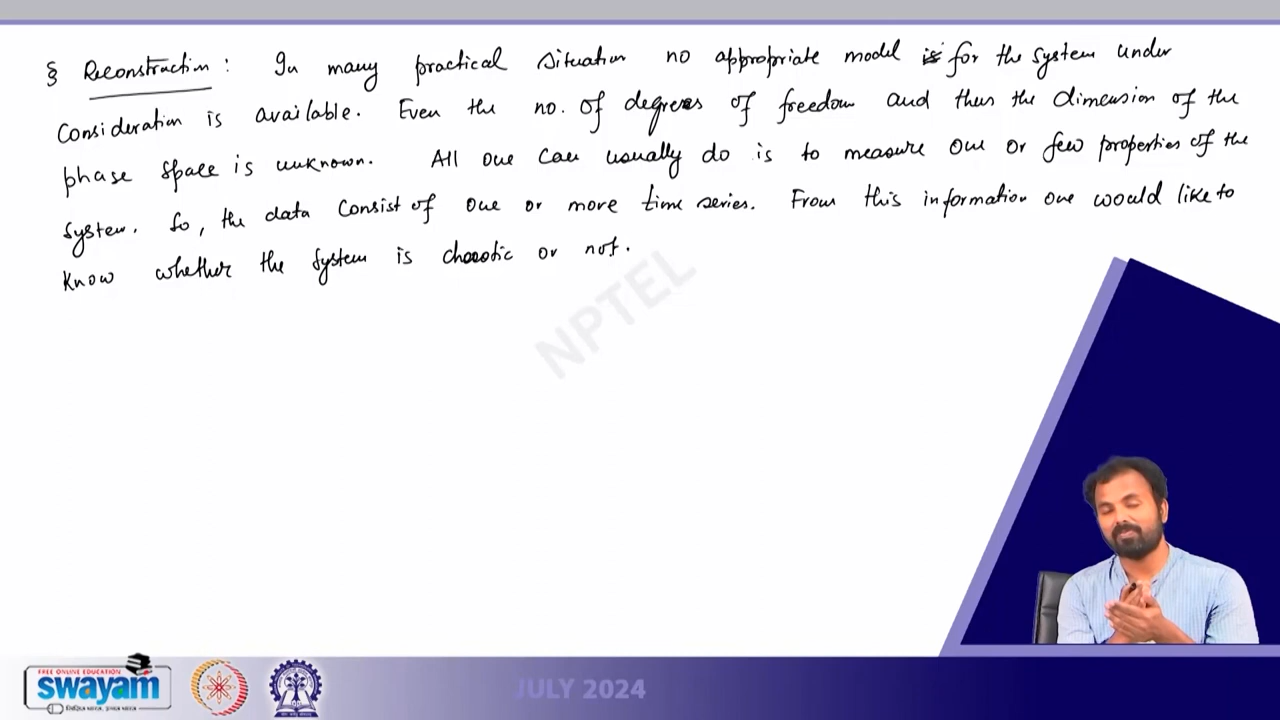 § Reconstruction : In many practical situation no appropriate model for the system under
Consideration is available. Even the no. of degrees of freedom and thus the dimension of the
phase space is unknown. All one can usually do is to measure one or few properties of the
system. So, the data consist of one or more time series. From this information one would like to
know whether the system is chaotic or not.
NPTEL
FREE ONLINE EDUCATION
swayam
JULY 2024